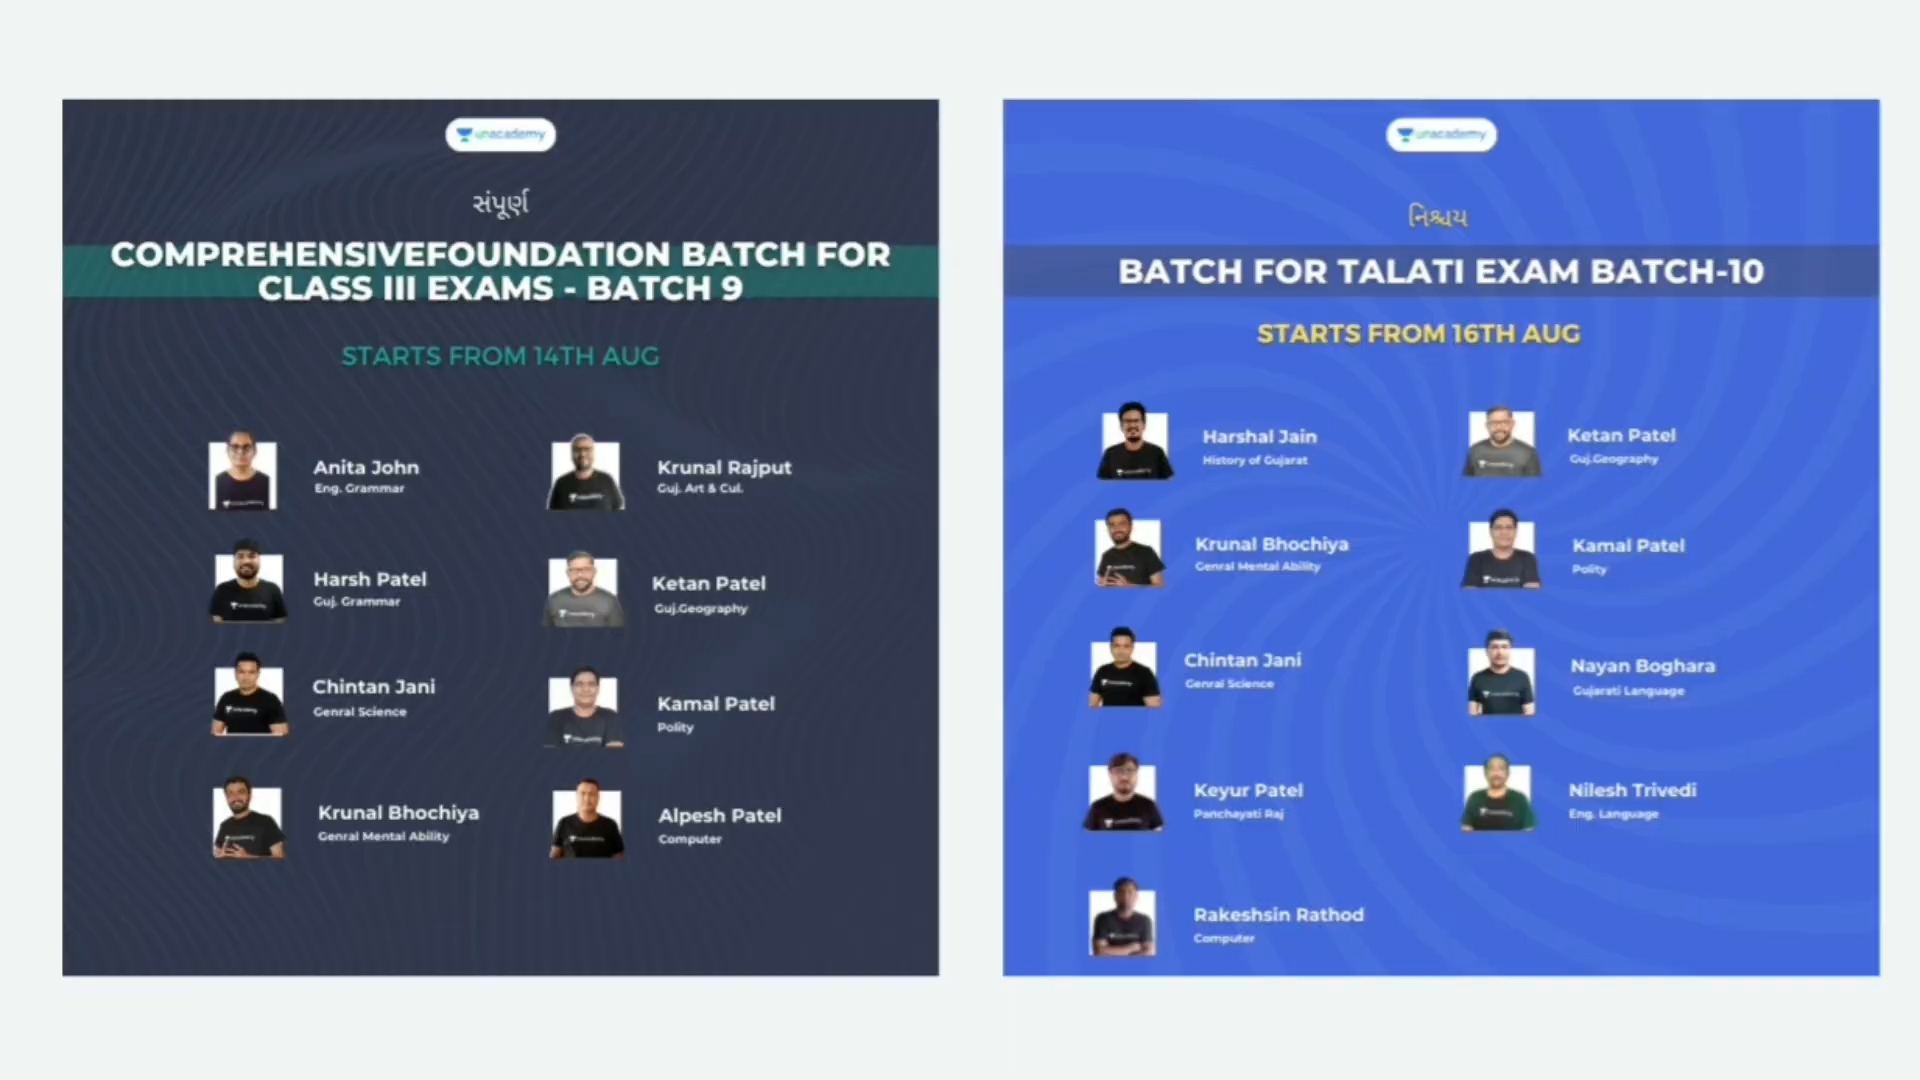 unacademy
સંપૂર્ણ
COMPREHENSIVEFOUNDATION BATCH FOR
CLASS III EXAMS - BATCH 9
STARTS FROM 14TH AUG
Anita John
Eng. Grammar
Krunal Rajput
Guj. Art & Cul.
Harsh Patel
Guj. Grammar
Ketan Patel
Guj.Geography
Chintan Jani
Genral Science
Kamal Patel
Polity
Krunal Bhochiya
Genral Mental Ability
Alpesh Patel
Computer
unacademy
નિશ્ચય
BATCH FOR TALATI EXAM BATCH-10
STARTS FROM 16TH AUG
Harshal Jain
History of Gujarat
Ketan Patel
Guj.Geography
Krunal Bhochiya
Genral Mental Ability
Kamal Patel
Polity
Chintan Jani
Genral Science
Nayan Boghara
Gujarati Language
Keyur Patel
Panchayati Raj
Nilesh Trivedi
Eng. Language
Rakeshsin Rathod
Computer